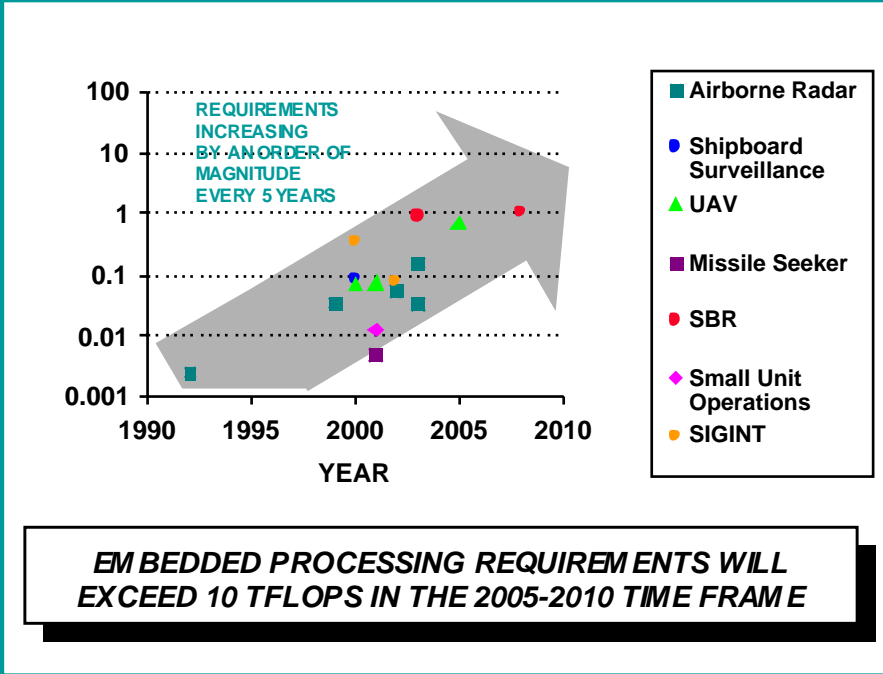 100
10
1
0.1
0.01
0.001
REQUIREMENTS
INCREASING
BY AN ORDER OF
MAGNITUDE
EVERY 5 YEARS
1990 1995 2000 2005 2010
YEAR
Airborne Radar
Shipboard
Surveillance
UAV
Missile Seeker
SBR
Small Unit
Operations
SIGINT
EMBEDDED PROCESSING REQUIREMENTS WILL
EXCEED 10 TFLOPS IN THE 2005-2010 TIME FRAME